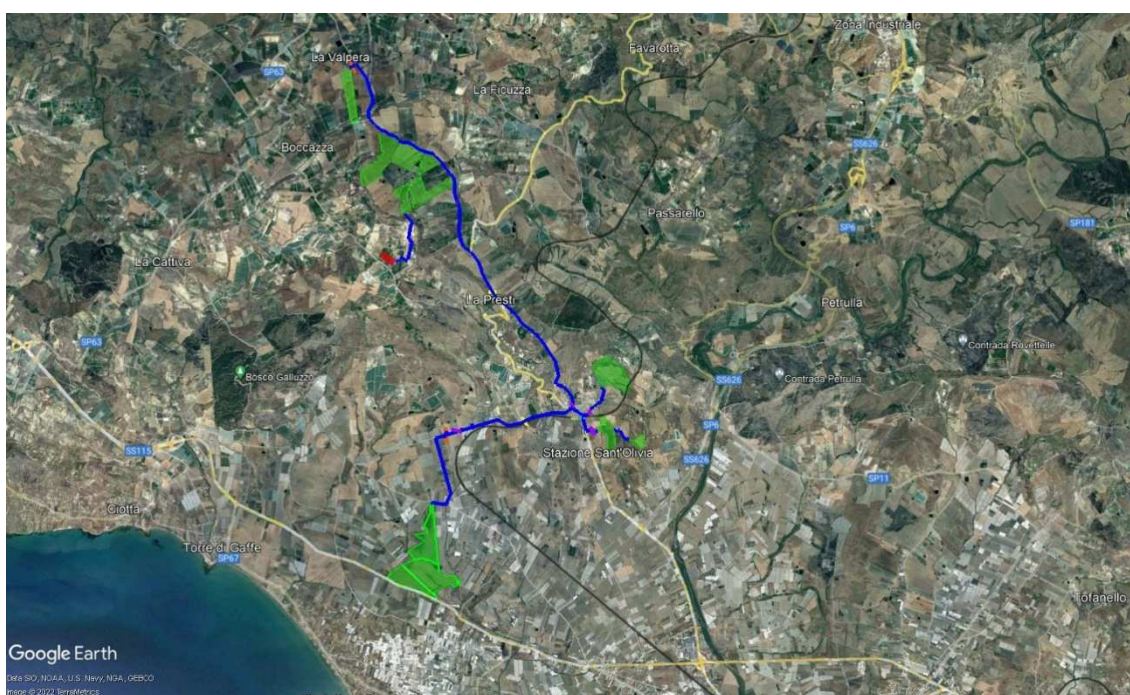 Zona Industriale
Favarotta
La Valpera
SP63
La Ficuzza
SS626
Boccazza
Passarello
SP181
SP6
La Cattiva
La Presti
Petrulla
SP63
Contrada Rovettelle
Bosco Galluzzo
Contrada Petrulla
SS626
SP6
SS115
Stazione Sant'Olivia
SS626
SP11
Ciotta
Torre di Gaffe
SP67
Tofanello
Google Earth
Data SIO, NOAA, U.S. Navy, NGA, GEBCO
Image © 2022 TerraMetrics